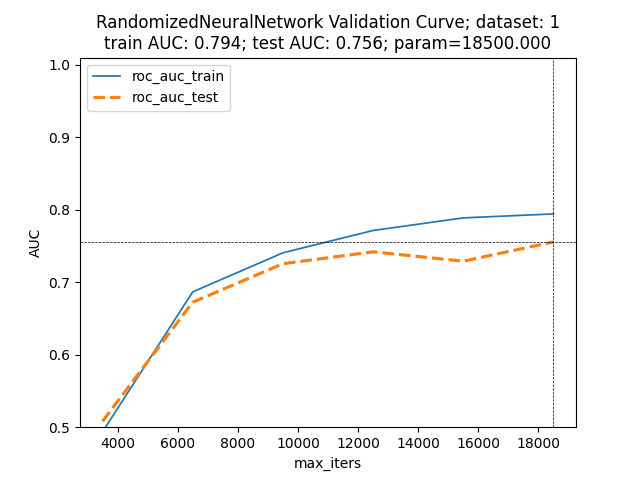 RandomizedNeuralNetwork Validation Curve; dataset: 1
train AUC: 0.794; test AUC: 0.756; param=18500.000
roc_auc_train
roc_auc_test
1.0
0.9
0.8
0.7
0.6
0.5
AUC
4000 6000 8000 10000 12000 14000 16000 18000
max_iters